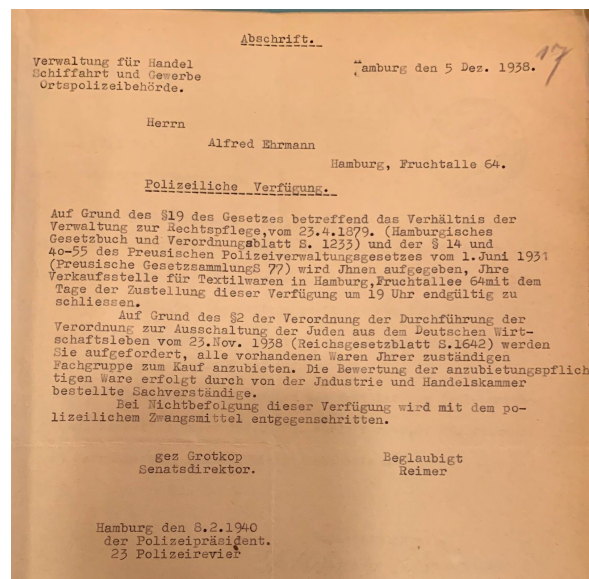 Abschrift.
17
Verwaltung für Handel
Schiffahrt und Gewerbe
Ortspolizeibehörde.
Hamburg den 5 Dez. 1938.
Herrn
Alfred Ehrmann
Hamburg, Fruchtalle 64.
Polizeiliche Verfügung.
Auf Grund des §19 des Gesetzes betreffend das Verhältnis der
Verwaltung zur Rechtspflege,vom 23.4.1879. (Hamburgisches
Gesetzbuch und Verordnungsblatt S. 1233) und der § 14 und
40-55 des Preusischen Polizeiverwaltungsgesetzes vom 1.Juni 1931
(Preusische GesetzsammlungS 77) wird Jhnen aufgegeben, Jhre
Verkaufsstelle für Textilwaren in Hamburg,Fruchtallee 64mit dem
Tage der Zustellung dieser Verfügung um 19 Uhr endgültig zu
schliessen.
Auf Grund des §2 der Verordnung der Durchführung der
Verordnung zur Ausschaltung der Juden aus dem Deutschen Wirt-
schaftsleben vom 23.Nov. 1938 (Reichsgesetzblatt S.1642) werden
Sie aufgefordert, alle vorhandenen Waren Jhrer zuständigen
Fachgruppe zum Kauf anzubieten. Die Bewertung der anzubietungspflich
tigen Ware erfolgt durch von der Jndustrie und Handelskammer
bestellte Sachverständige.
Bei Nichtbefolgung dieser Verfügung wird mit dem po-
lizeilichem Zwangsmittel entgegenschritten.
gez Grotkop
Senatsdirektor.
Beglaubigt
Reimer
Hamburg den 8.2.1940
der Polizeipräsident.
23 Polizeirevier